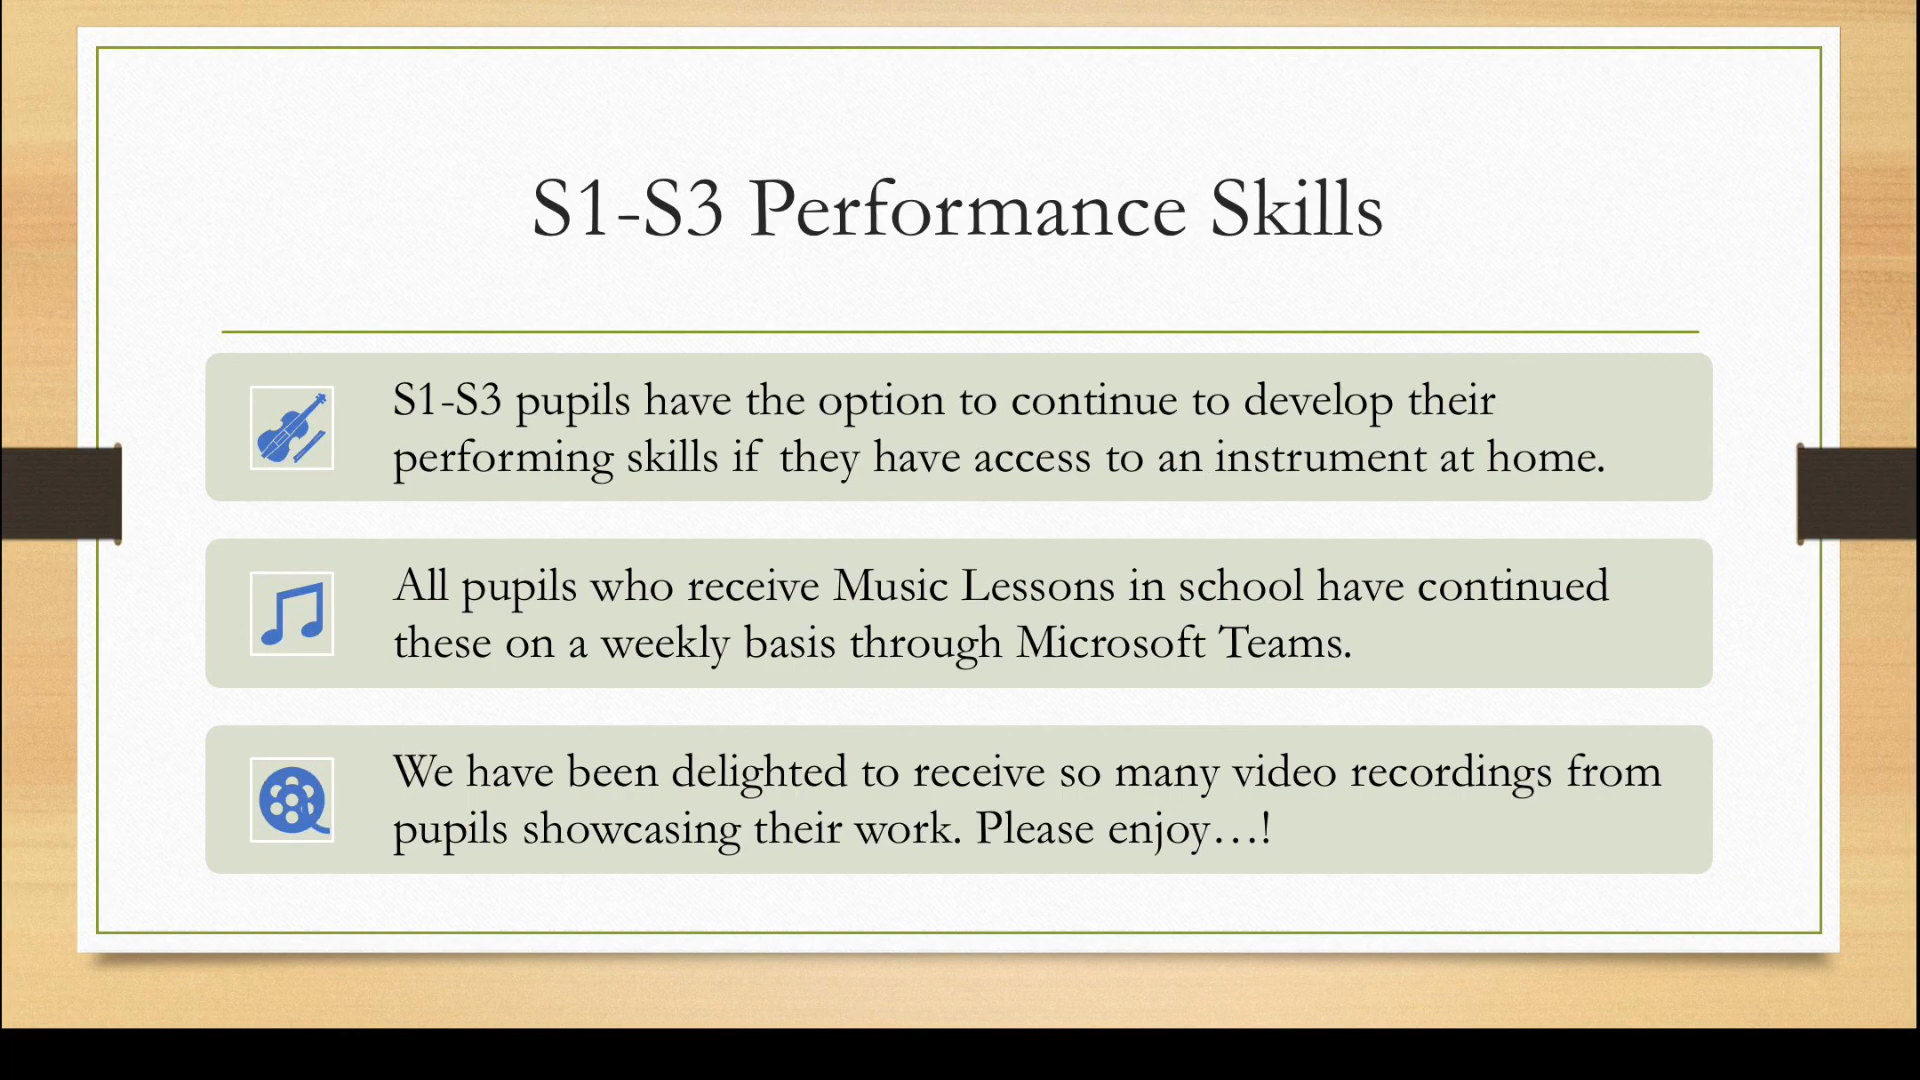 S1-S3 Performance Skills
S1-S3 pupils have the option to continue to develop their
performing skills if they have access to an instrument at home.
All pupils who receive Music Lessons in school have continued
these on a weekly basis through Microsoft Teams.
We have been delighted to receive so many video recordings from
pupils showcasing their work. Please enjoy…!